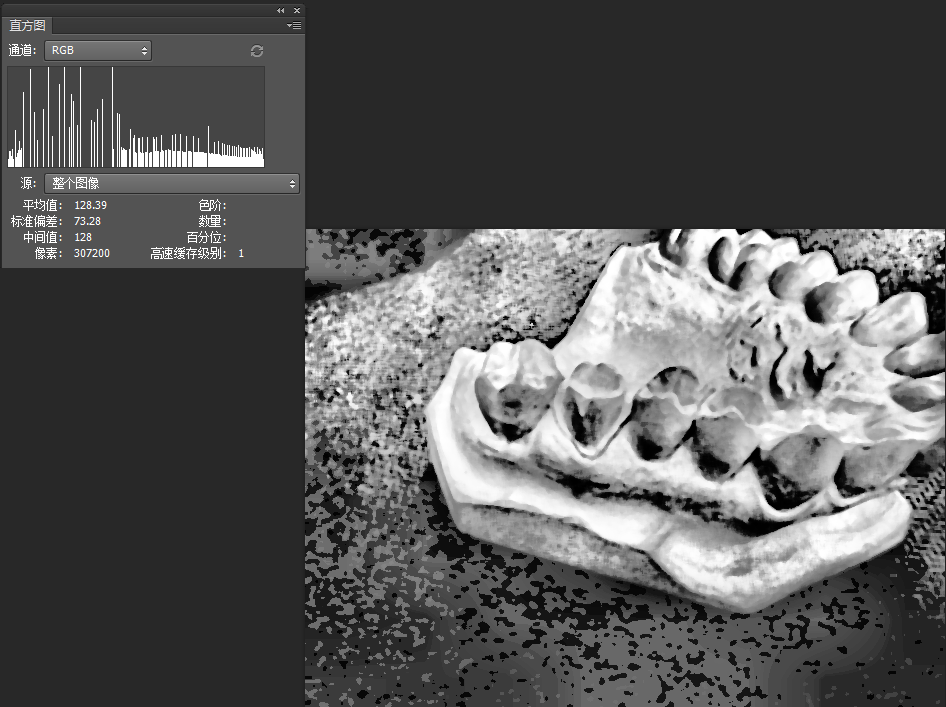 直方图
通道: RGB
源: 整个图像
平均值: 128.39 色阶:
标准偏差: 73.28 数量:
中间值: 128 百分位:
像素: 307200 高速缓存级别: 1